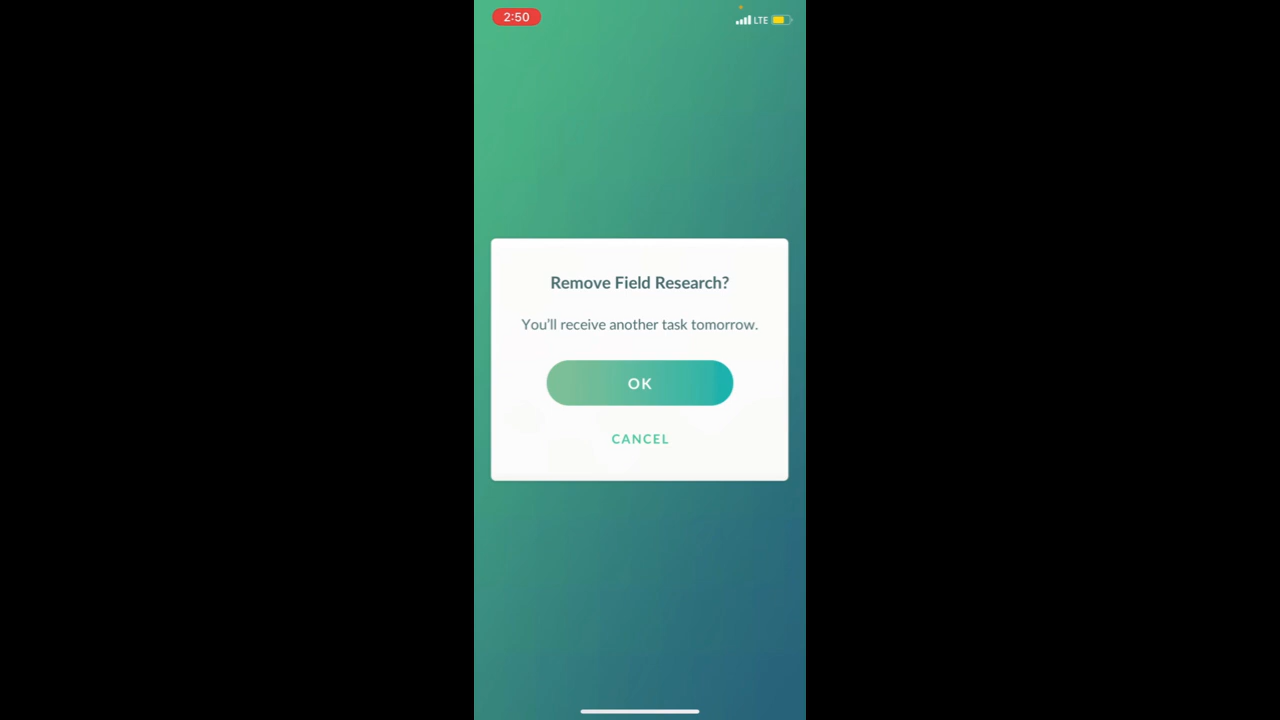 2:50
LTE
Remove Field Research?
You'll receive another task tomorrow.
OK
CANCEL